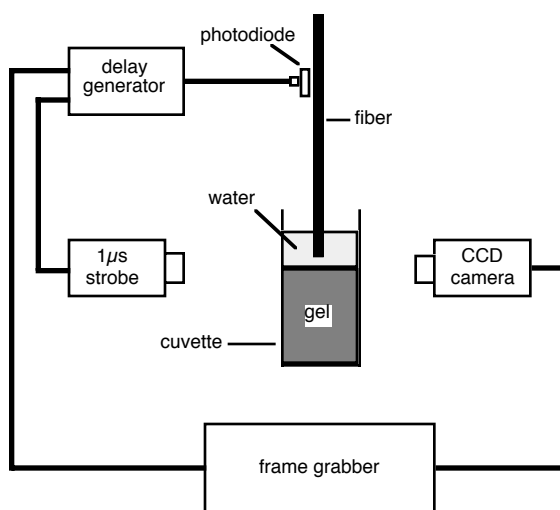 photodiode
delay
generator
fiber
water
1µs
strobe
CCD
camera
gel
cuvette
frame grabber